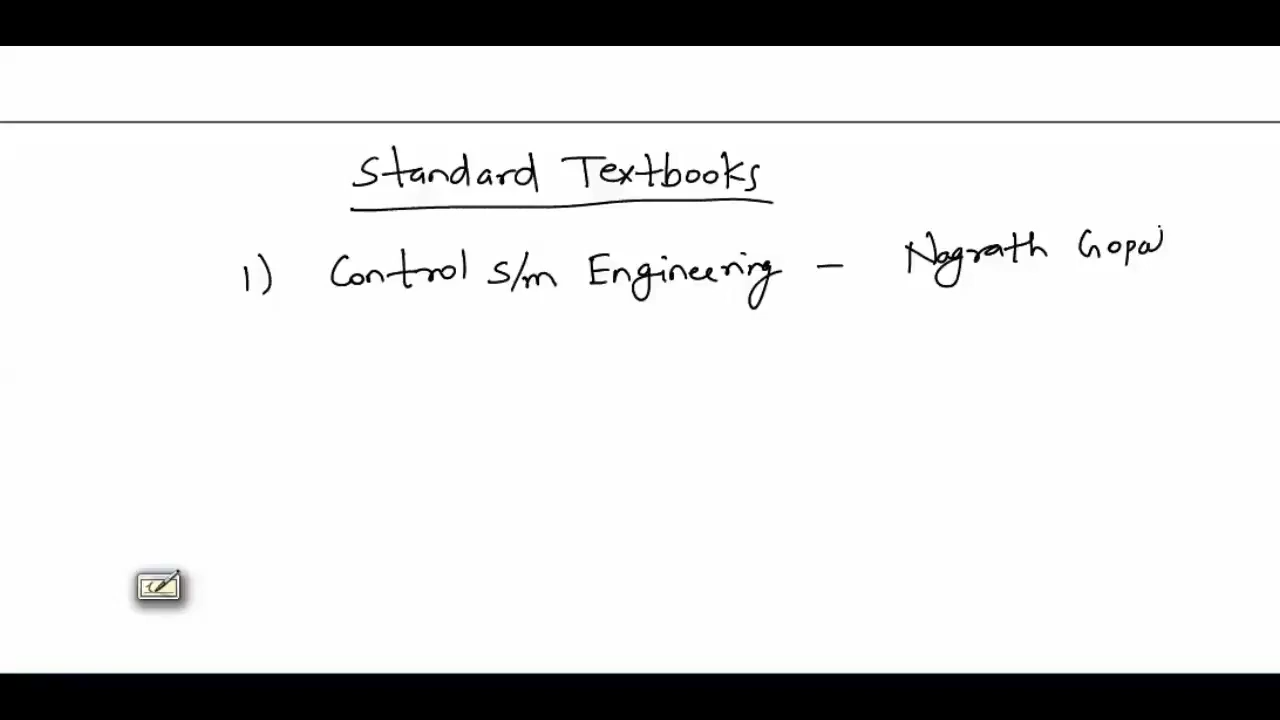 Standard Textbooks
1) Control s/m Engineering - Nagrath Gopal